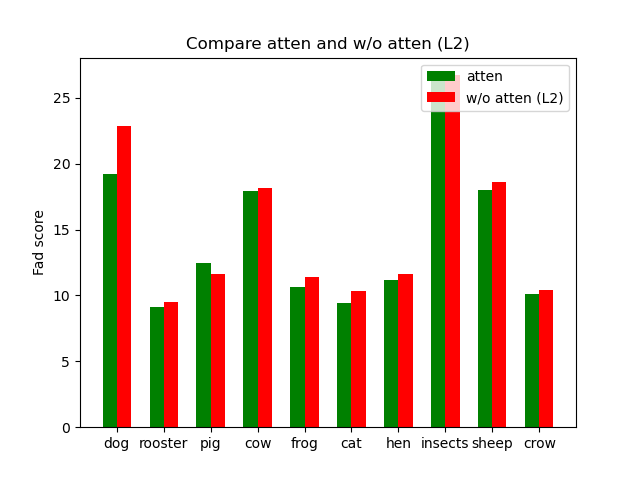 Compare atten and w/o atten (L2)
atten
w/o atten (L2)
Fad score
25
20
15
10
5
0
dog rooster pig cow frog cat hen insects sheep crow